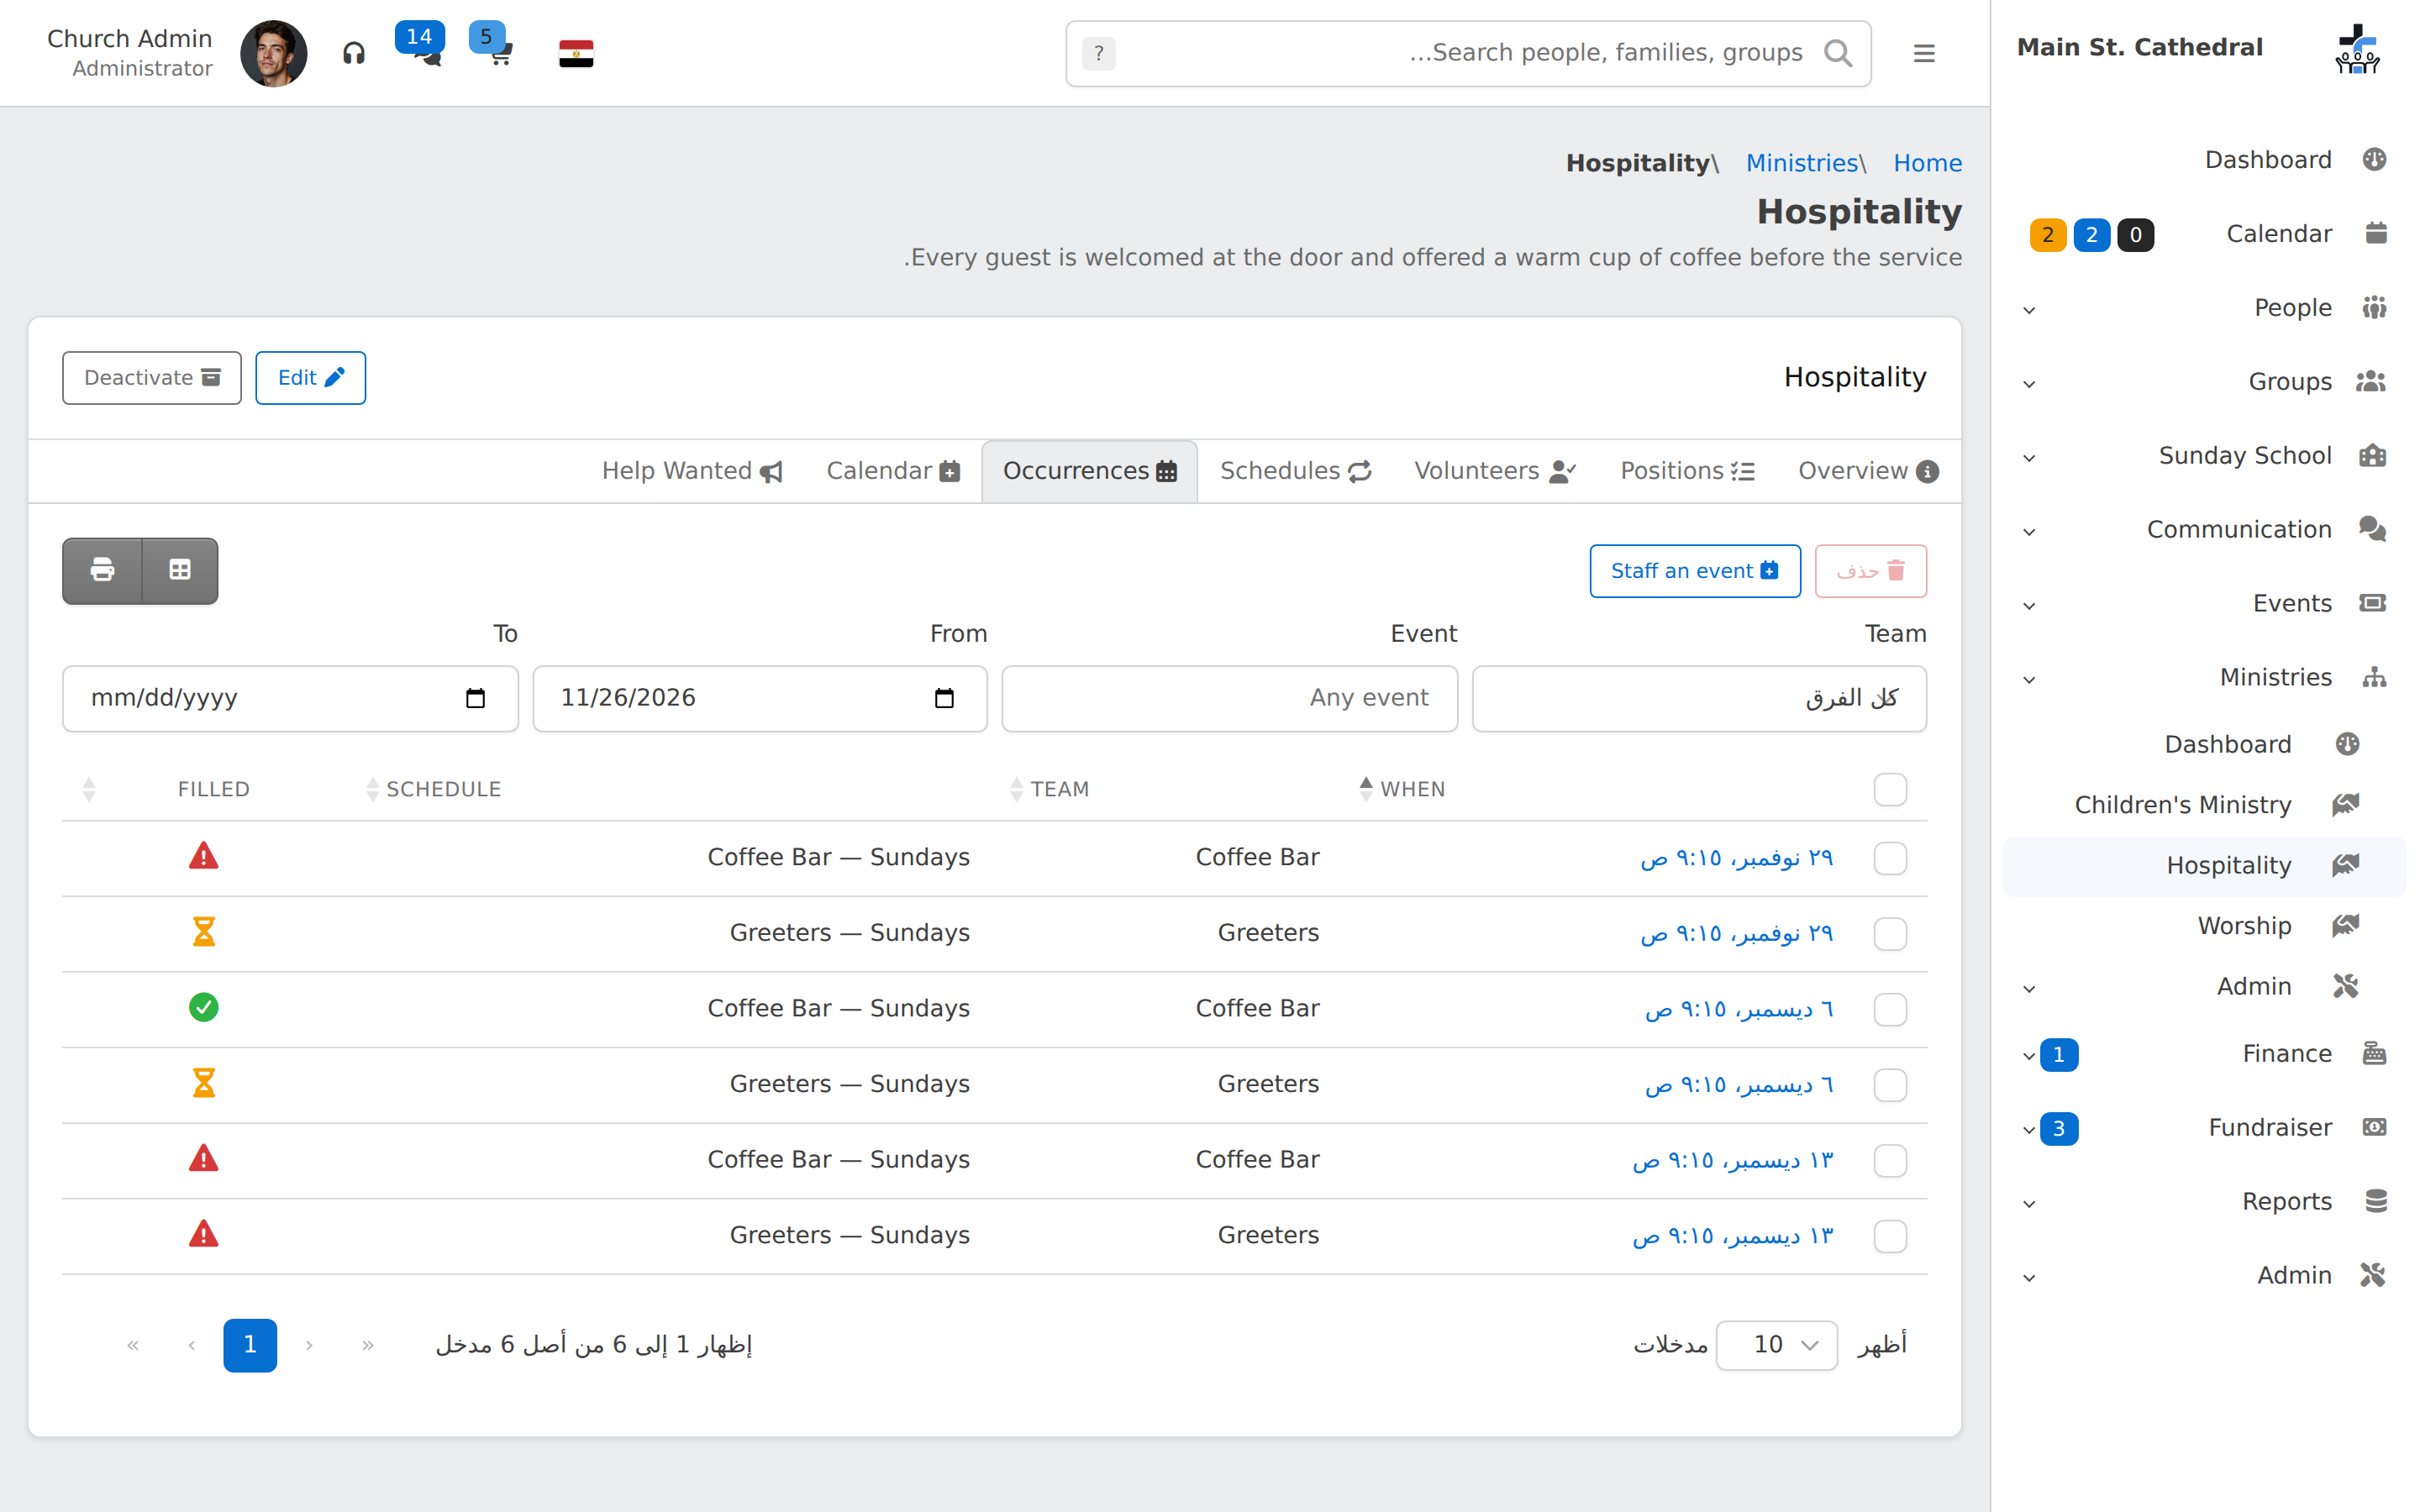 Main St. Cathedral
Search people, families, groups...
?
5
14
Church Admin
Administrator
Dashboard
Calendar
0
2
2
People
Groups
Sunday School
Communication
Events
Ministries
Dashboard
Children's Ministry
Hospitality
Worship
Admin
Finance
1
Fundraiser
3
Reports
Admin
Home \ Ministries \ Hospitality
Hospitality
Every guest is welcomed at the door and offered a warm cup of coffee before the service.
Hospitality
Edit
Deactivate
Overview
Positions
Volunteers
Schedules
Occurrences
Calendar
Help Wanted
حذف
Staff an event
Team
Event
From
To
كل الفرق
Any event
11/26/2026
mm/dd/yyyy
WHEN TEAM SCHEDULE FILLED
٢٩ نوفمبر، ٩:١٥ ص Coffee Bar Coffee Bar — Sundays
٢٩ نوفمبر، ٩:١٥ ص Greeters Greeters — Sundays
٦ ديسمبر، ٩:١٥ ص Coffee Bar Coffee Bar — Sundays
٦ ديسمبر، ٩:١٥ ص Greeters Greeters — Sundays
١٣ ديسمبر، ٩:١٥ ص Coffee Bar Coffee Bar — Sundays
١٣ ديسمبر، ٩:١٥ ص Greeters Greeters — Sundays
أظهر 10 مدخلات
إظهار 1 إلى 6 من أصل 6 مدخل
» › 1 ‹ «